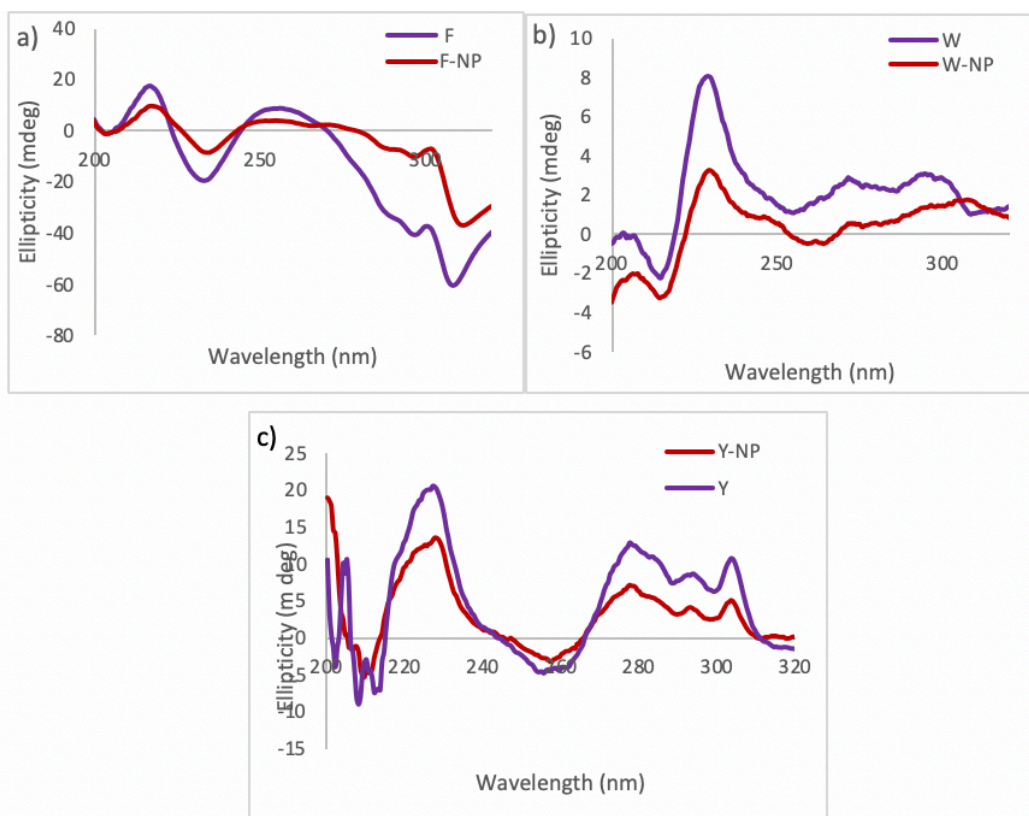 a)
F
F-NP
40
20
0
-20
-40
-60
-80
200
250
300
Ellipticity (mdeg)
Wavelength (nm)
b)
W
W-NP
10
8
6
4
2
0
-2
-4
-6
200
250
300
Ellipticity (mdeg)
Wavelength (nm)
c)
Y-NP
Y
25
20
15
10
5
0
-5
-10
-15
200
220
240
260
280
300
320
Ellipticity (m deg)
Wavelength (nm)